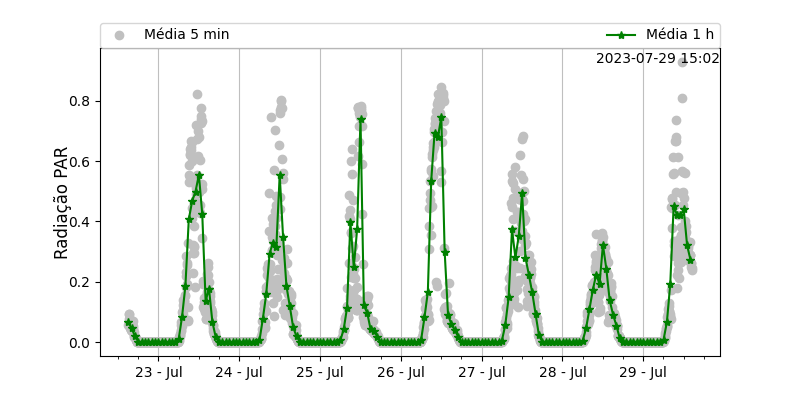 Média 5 min
Média 1 h
2023-07-29 15:02
Radiação PAR
0.8
0.6
0.4
0.2
0.0
23 - Jul
24 - Jul
25 - Jul
26 - Jul
27 - Jul
28 - Jul
29 - Jul